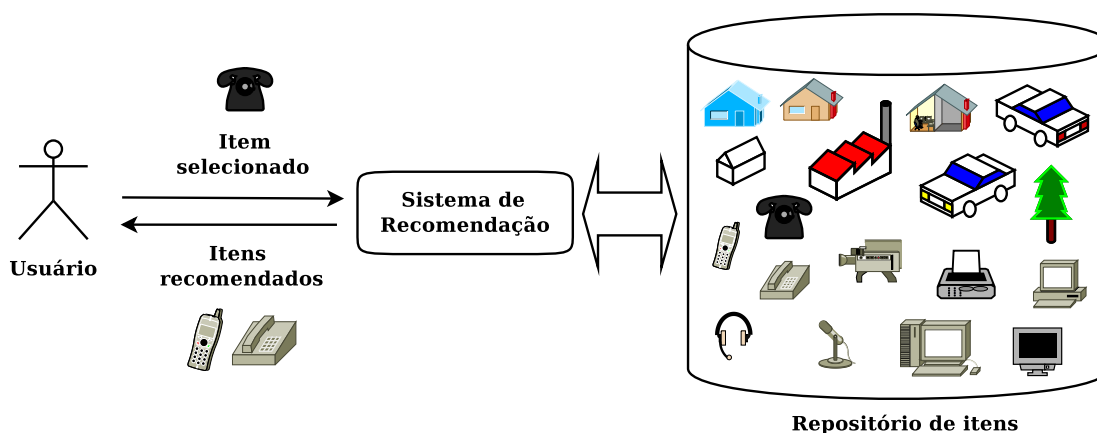 Item
selecionado
Usuário
Itens
recomendados
Sistema de
Recomendação
Repositório de itens